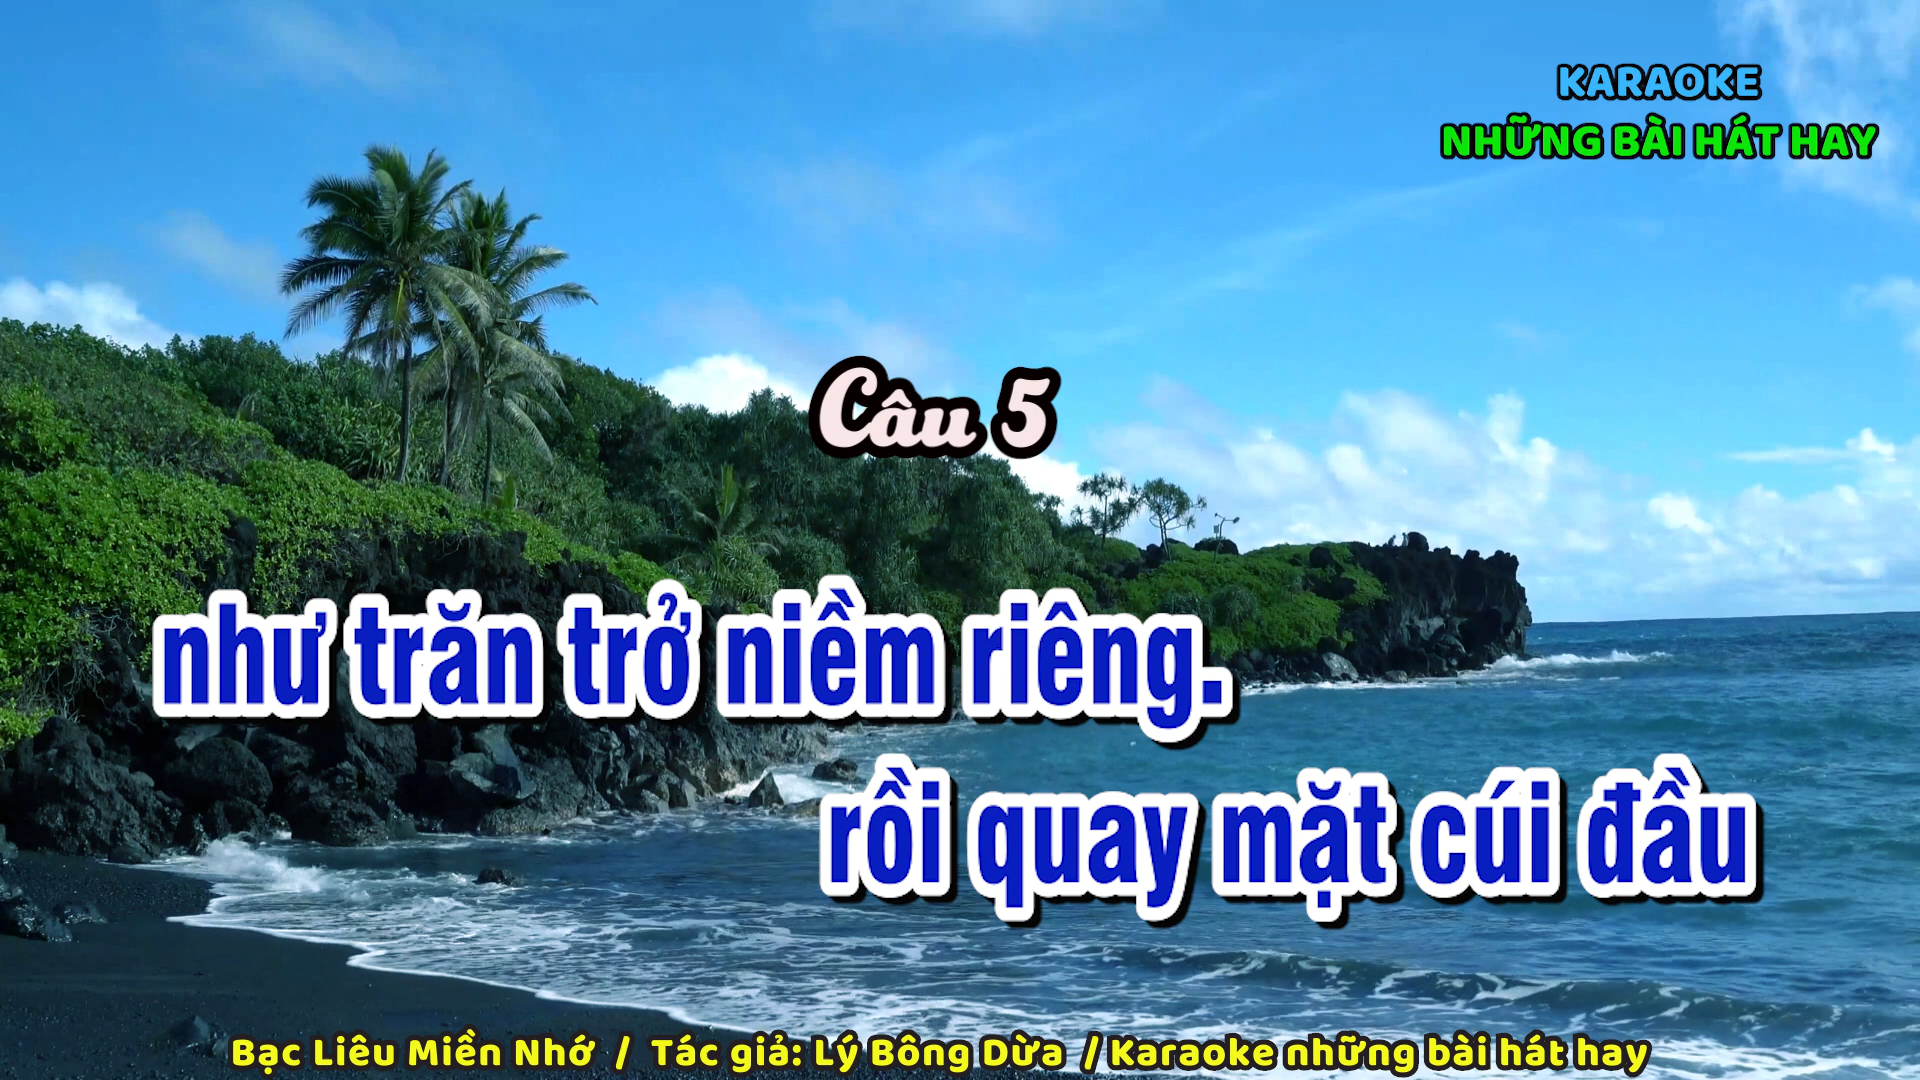 KARAOKE
NHỮNG BÀI HÁT HAY
Câu 5
như trăn trở niềm riêng.
rồi quay mặt cúi đầu
Bạc Liêu Miền Nhớ / Tác giả: Lý Bông Dừa / Karaoke những bài hát hay